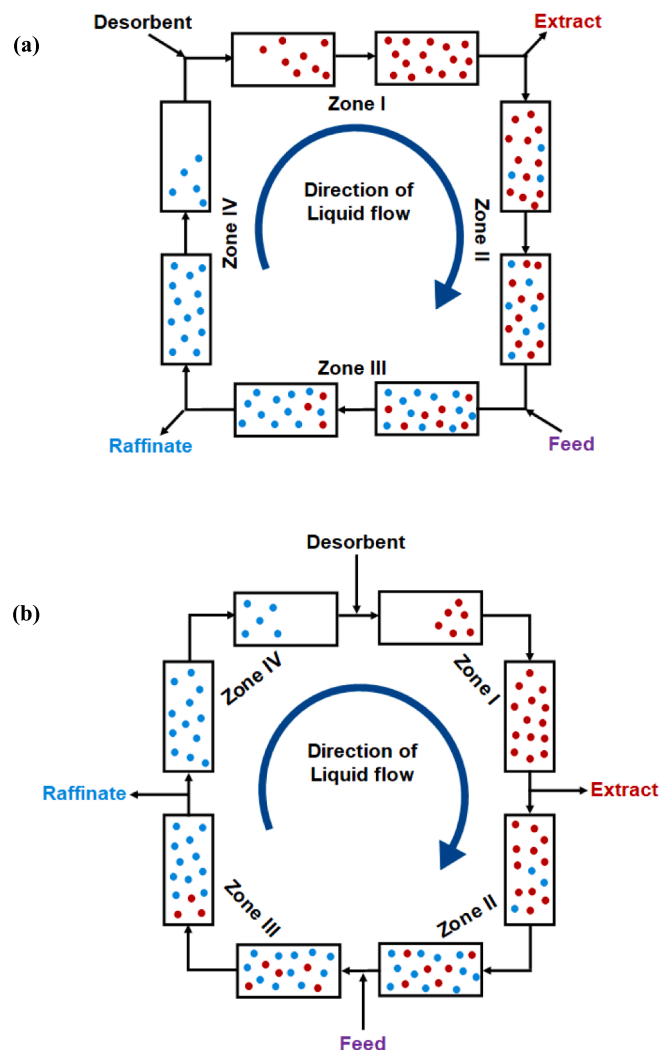 (a)
Desorbent
Extract
Zone I
Direction of
Liquid flow
Zone IV
Zone II
Zone III
Raffinate
Feed
(b)
Desorbent
Zone IV
Zone I
Direction of
Liquid flow
Raffinate
Extract
Zone III
Zone II
Feed